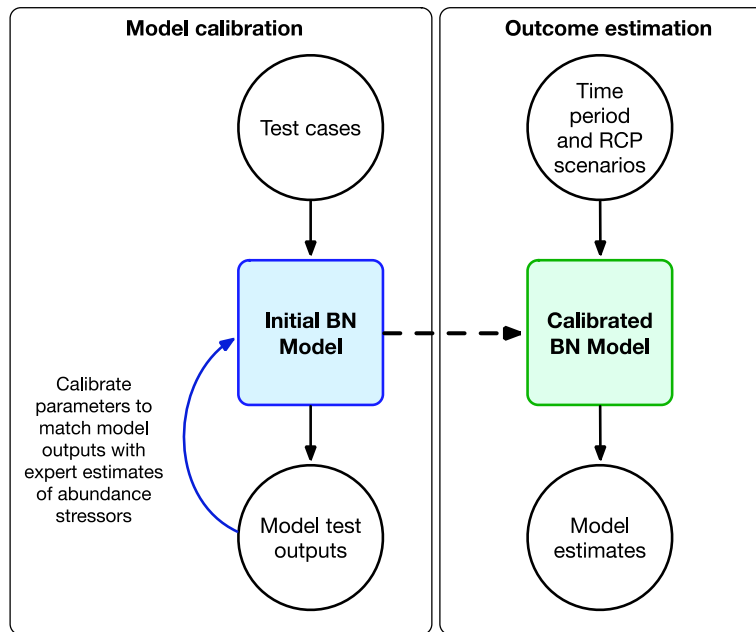 Model calibration
Test cases
Initial BN
Model
Calibrate
parameters to
match model
outputs with
expert estimates
of abundance
stressors
Model test
outputs
Outcome estimation
Time
period
and RCP
scenarios
Calibrated
BN Model
Model
estimates